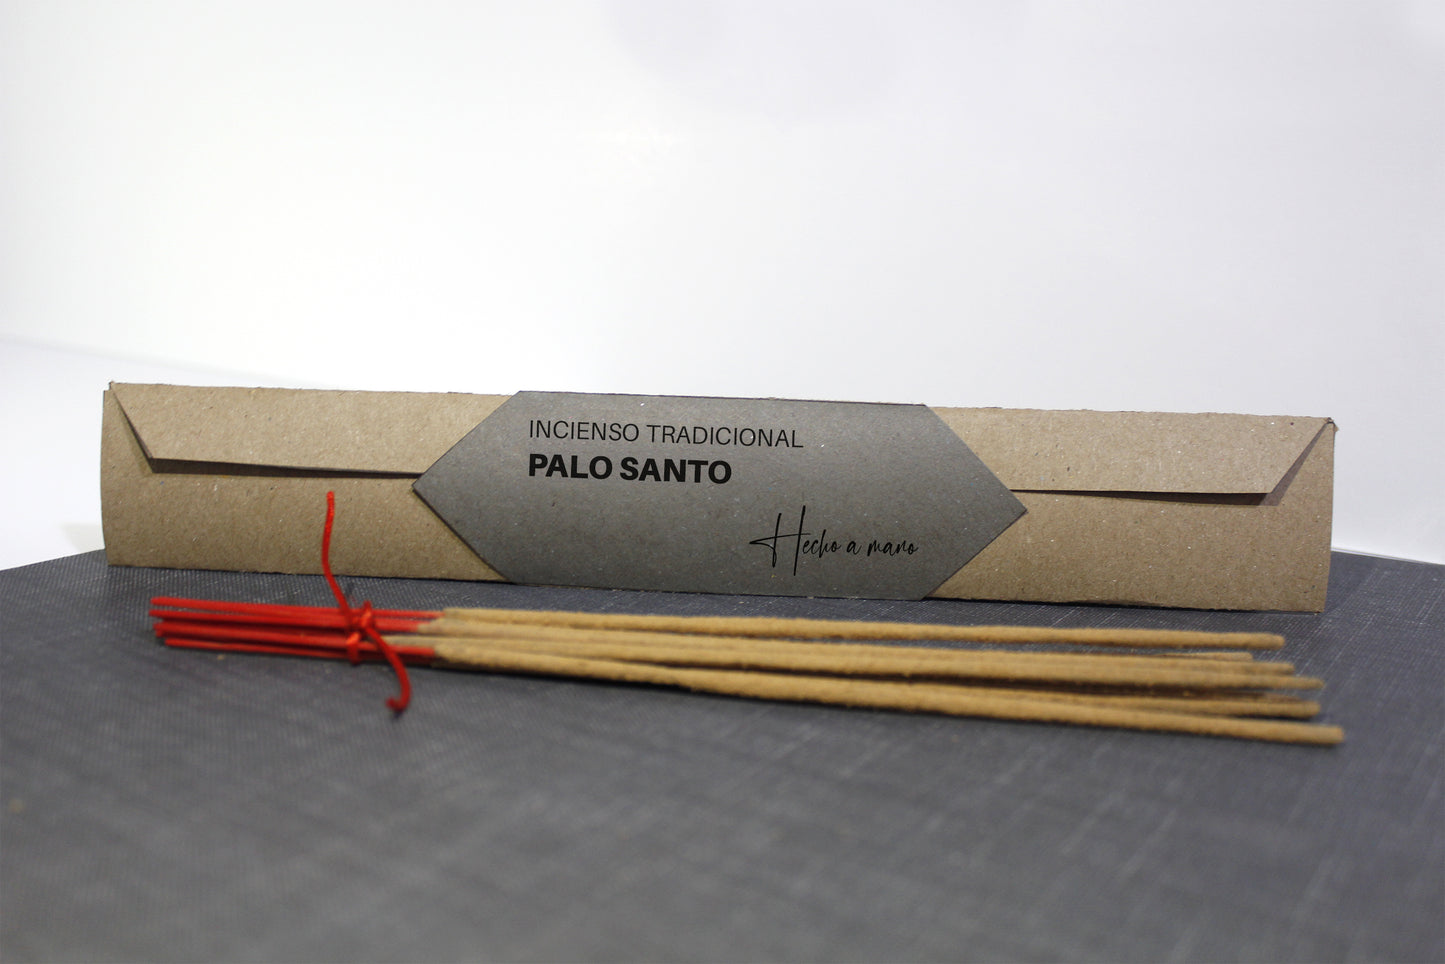 INCIENSO TRADICIONAL
PALO SANTO
Hecho a mano